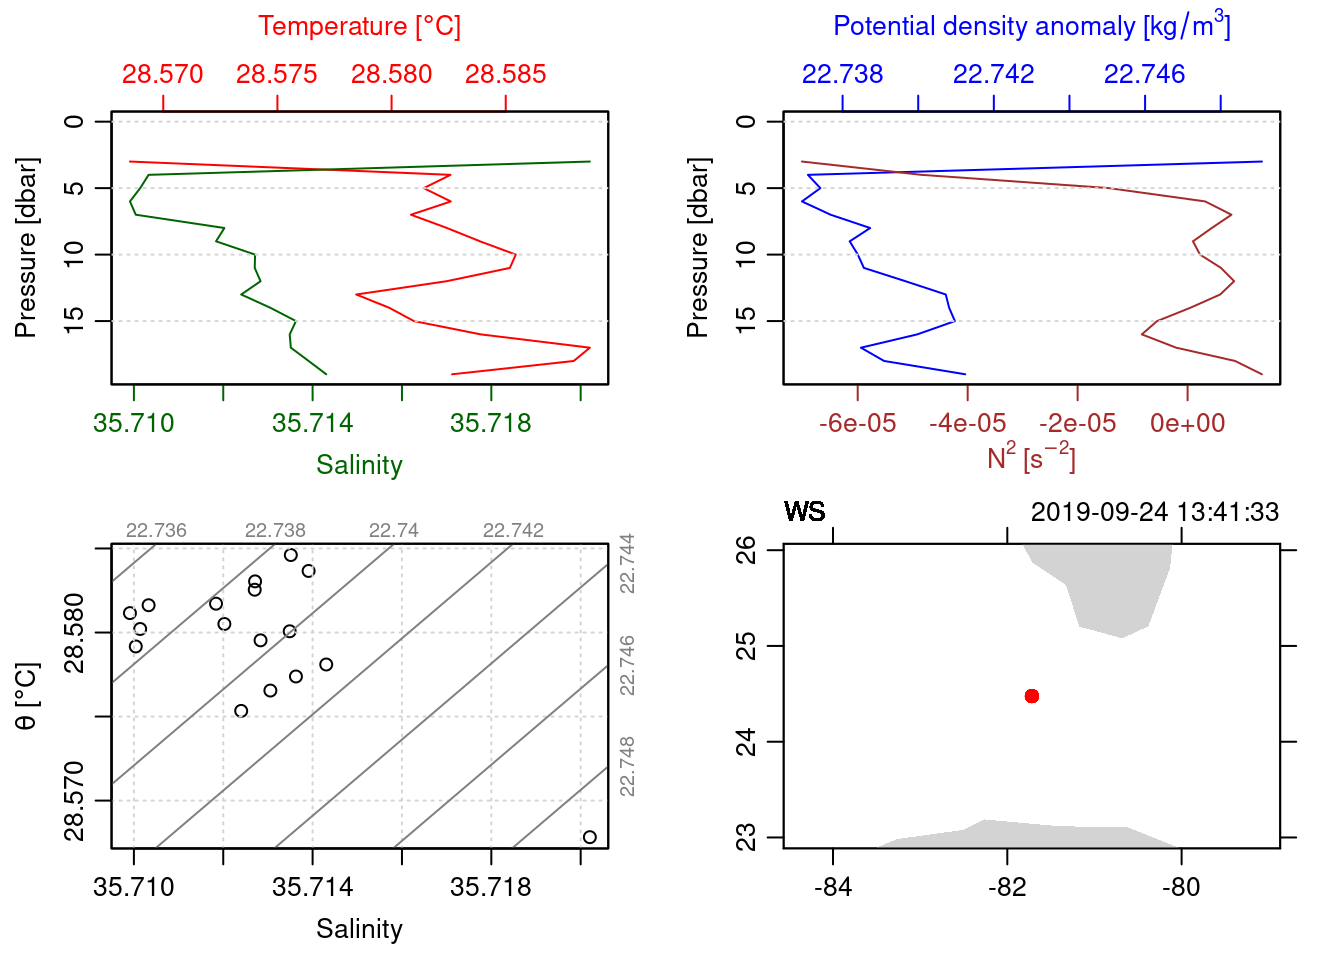 Temperature [°C]
28.570 28.575 28.580 28.585
Pressure [dbar]
0
5
10
15
35.710 35.714 35.718
Salinity
Potential density anomaly [kg/m³]
22.738 22.742 22.746
Pressure [dbar]
0
5
10
15
-6e-05 -4e-05 -2e-05 0e+00
N² [s⁻²]
22.736 22.738 22.74 22.742
22.744
22.746
22.748
θ [°C]
28.580
28.570
35.710 35.714 35.718
Salinity
WS 2019-09-24 13:41:33
26
25
24
23
-84 -82 -80